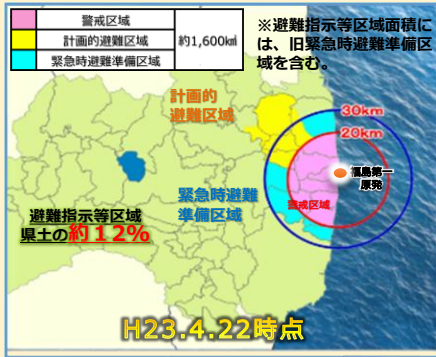 警戒区域
計画的避難区域
緊急時避難準備区域
約1,600㎢
※避難指示等区域面積に
は、旧緊急時避難準備区
域を含む。
計画的
避難区域
30km
20km
福島第一
原発
緊急時避難
準備区域
警戒区域
避難指示等区域
県土の約12%
H23.4.22時点